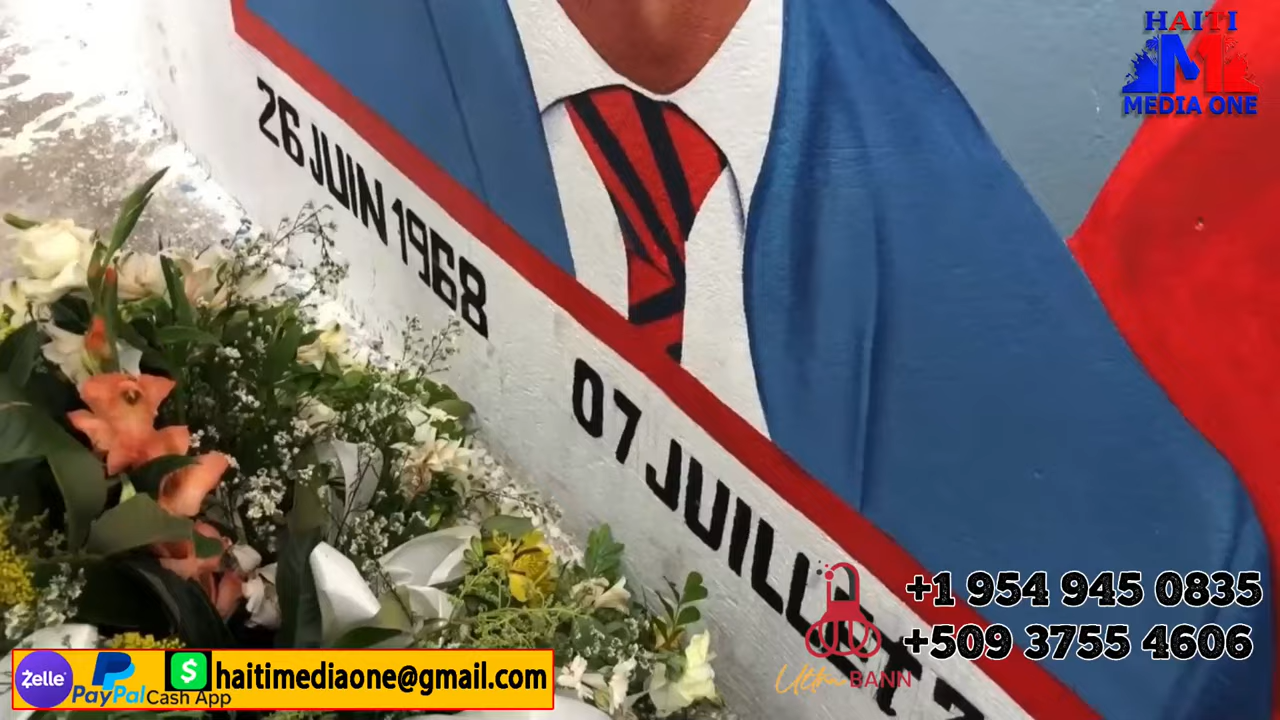 HAITI
MEDIA ONE
26 JUIN 1968
07 JUILLET
+1 954 945 0835
+509 3755 4606
BANN
Zelle
PayPal
Cash App
$
haitimediaone@gmail.com